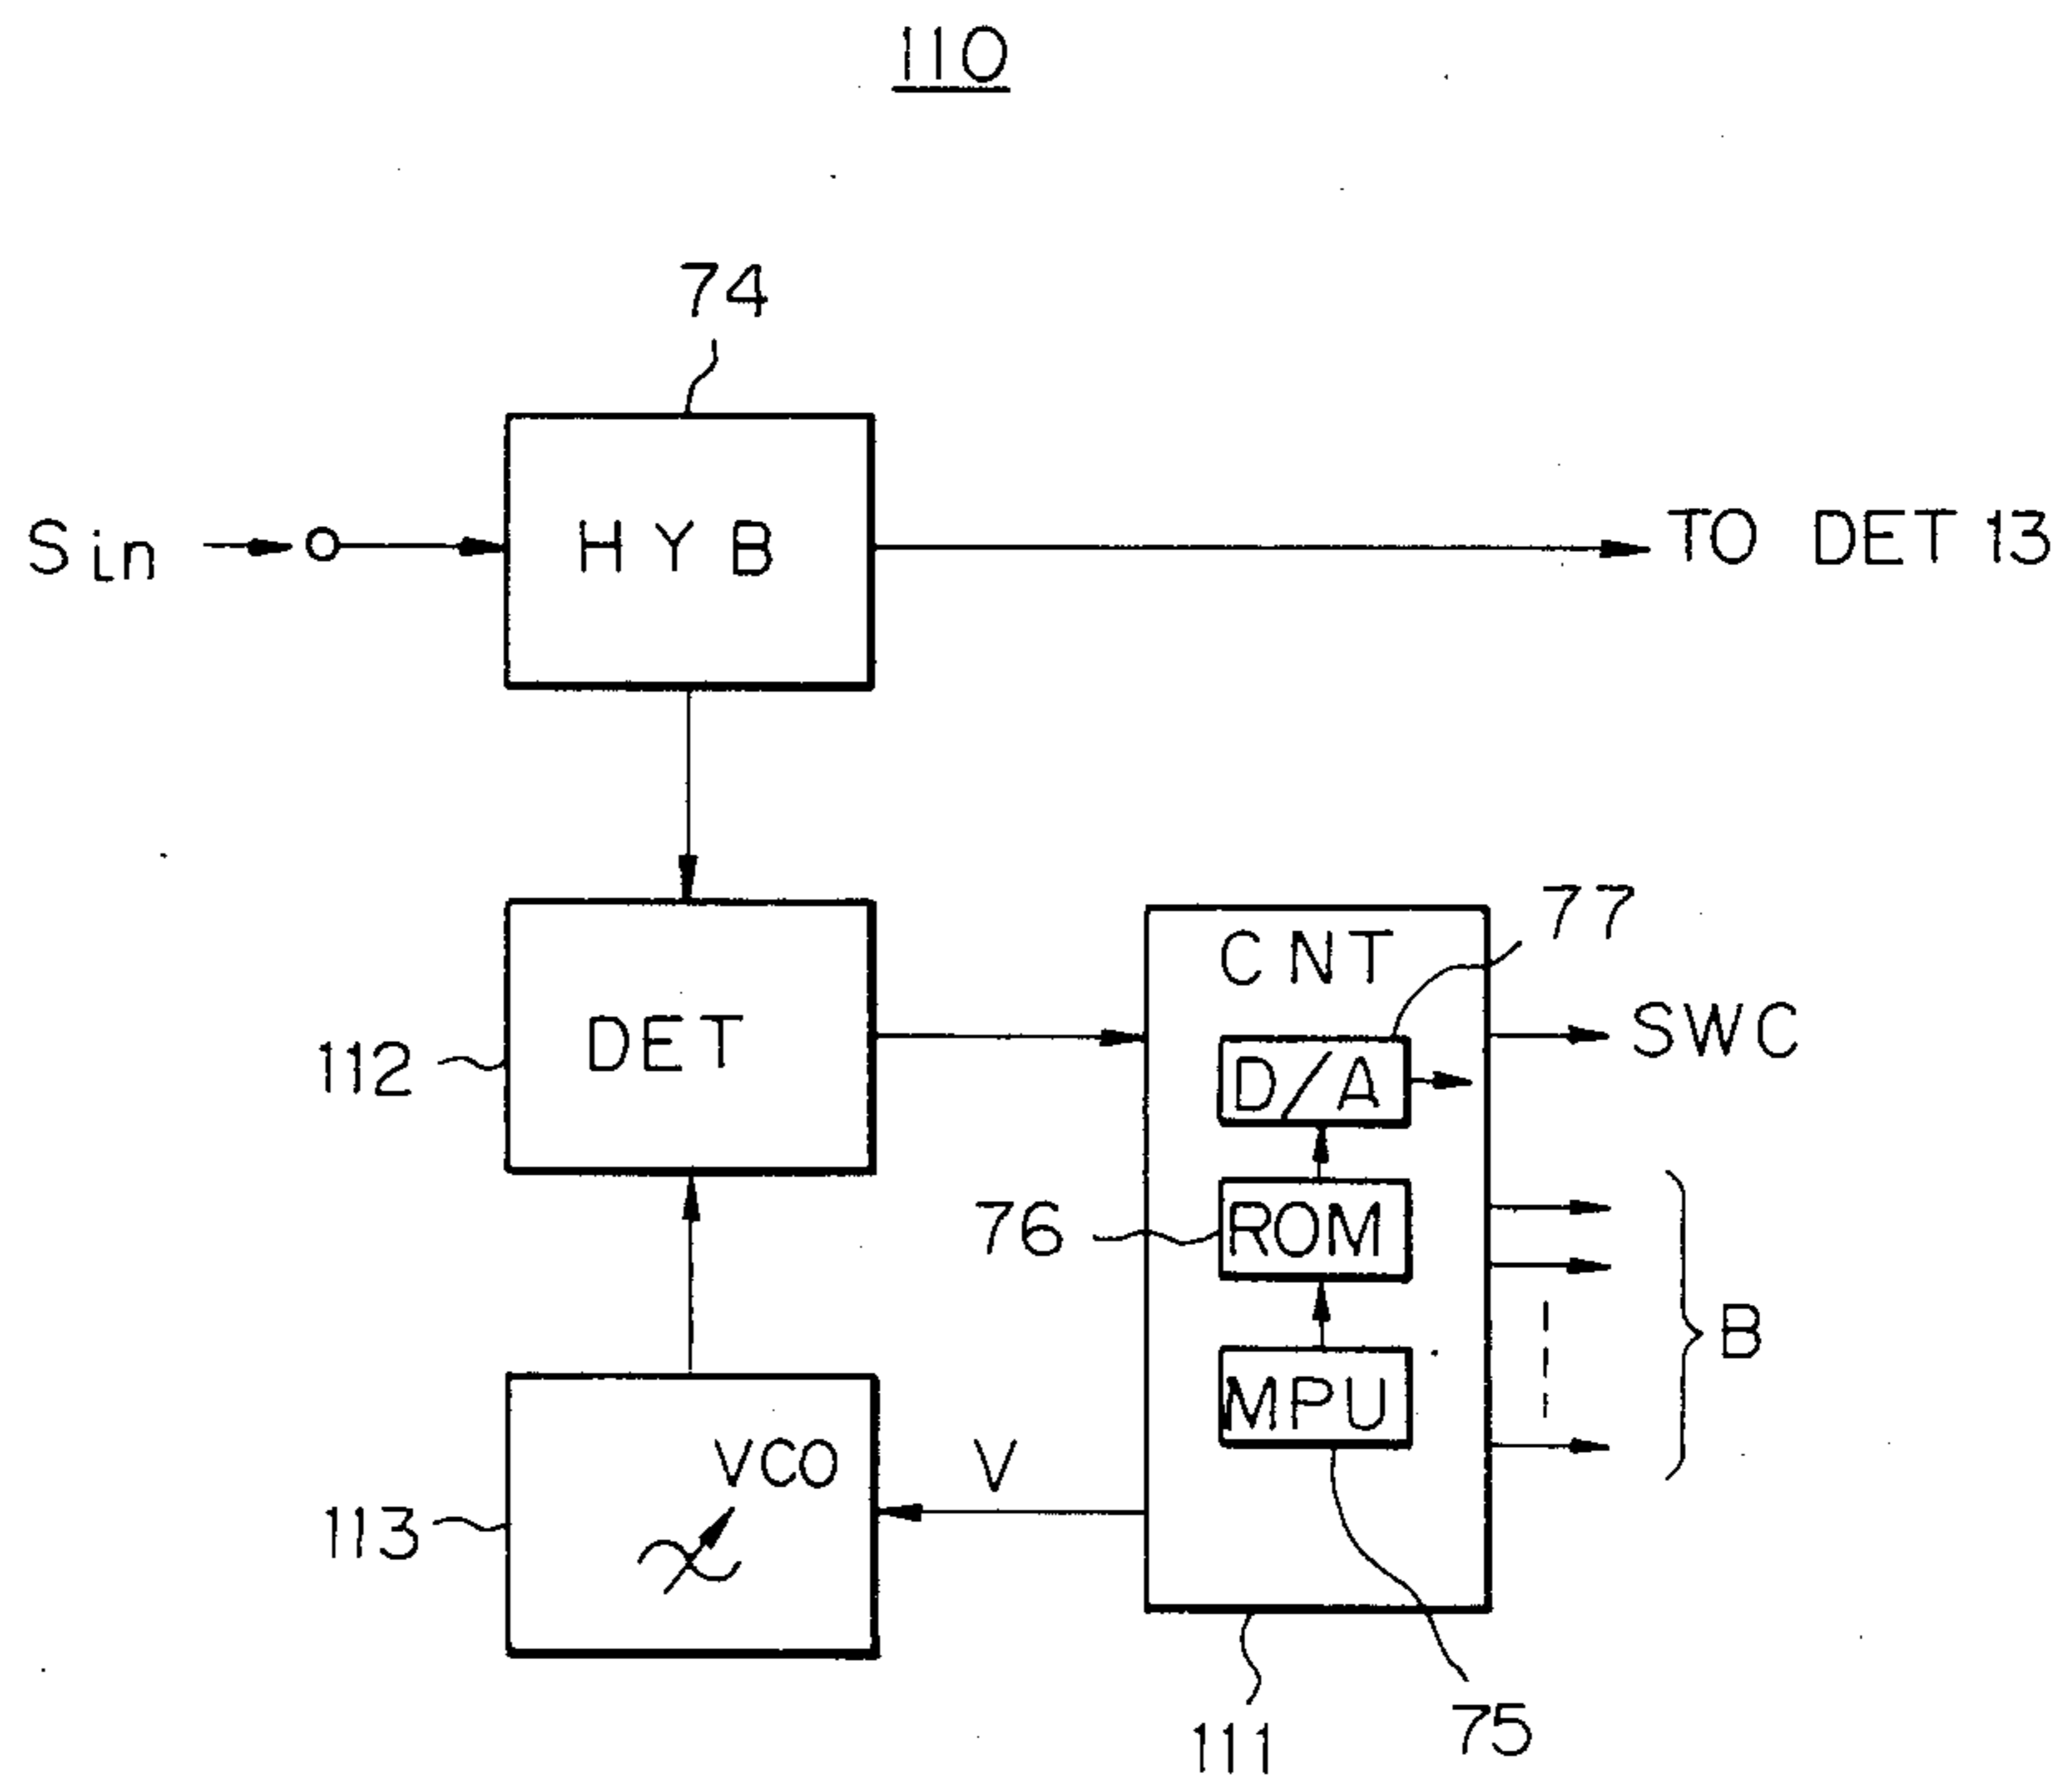 110
74
Sin
HYB
TO DET 13
77
CNT
SWC
DET
112
D/A
76
ROM
B
MPU
VCO
V
113
75
111